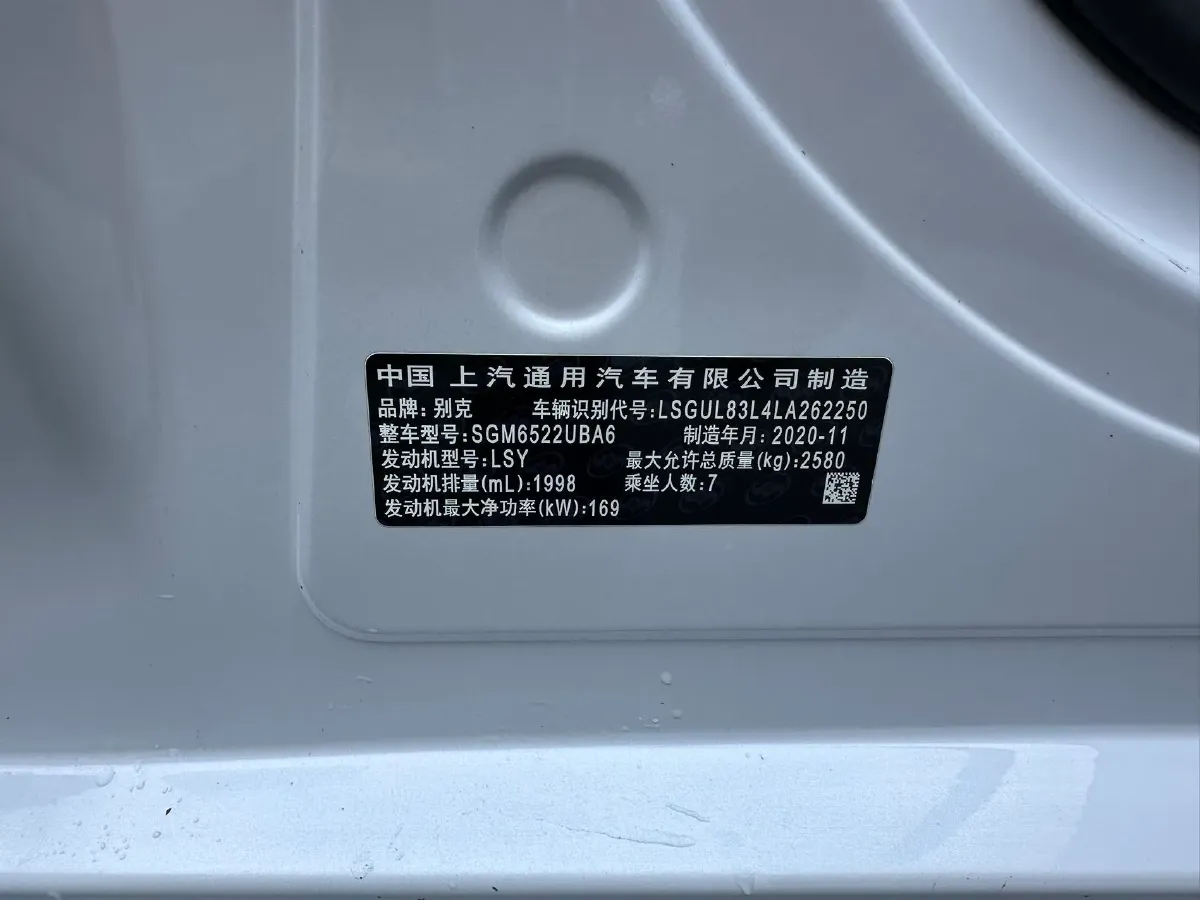 中国 上汽通用汽车有限公司制造
品牌: 别克 车辆识别代号:LSGUL83L4LA262250
整车型号:SGM6522UBA6 制造年月: 2020-11
发动机型号:LSY 最大允许总质量(kg):2580
发动机排量(mL):1998 乘坐人数:7
发动机最大净功率(kW):169